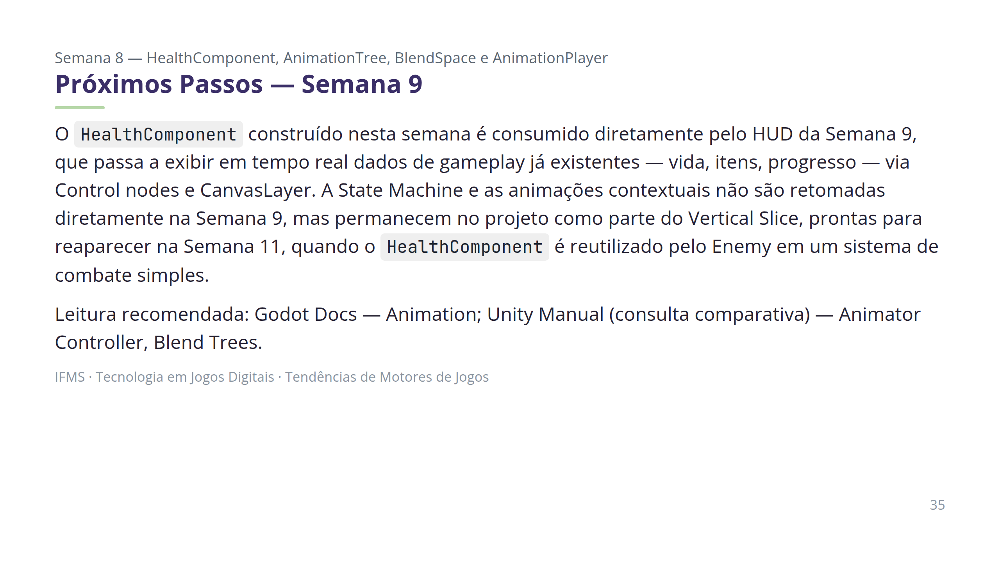 Semana 8 — HealthComponent, AnimationTree, BlendSpace e AnimationPlayer
Próximos Passos — Semana 9
O HealthComponent construído nesta semana é consumido diretamente pelo HUD da Semana 9,
que passa a exibir em tempo real dados de gameplay já existentes — vida, itens, progresso — via
Control nodes e CanvasLayer. A State Machine e as animações contextuais não são retomadas
diretamente na Semana 9, mas permanecem no projeto como parte do Vertical Slice, prontas para
reaparecer na Semana 11, quando o HealthComponent é reutilizado pelo Enemy em um sistema de
combate simples.
Leitura recomendada: Godot Docs — Animation; Unity Manual (consulta comparativa) — Animator
Controller, Blend Trees.
IFMS · Tecnologia em Jogos Digitais · Tendências de Motores de Jogos
35